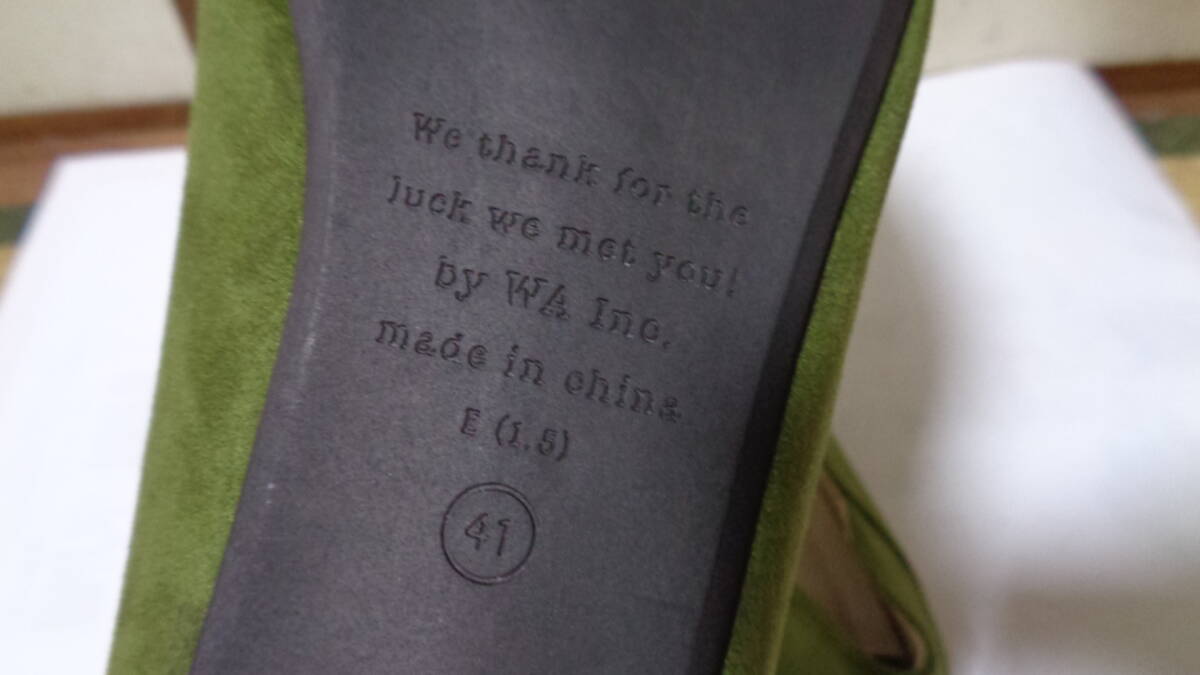 We thank for the
luck we met you!
by WA Inc.
made in china
E (1.5)
41